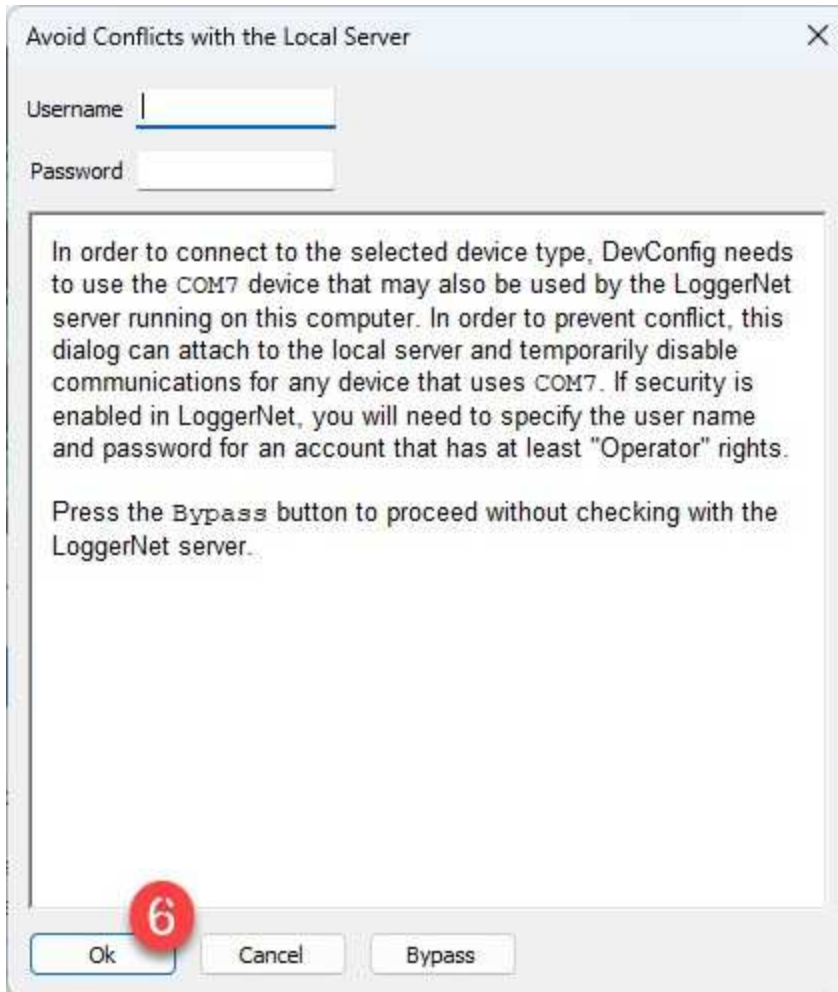 Avoid Conflicts with the Local Server
Username
Password
In order to connect to the selected device type, DevConfig needs
to use the COM7 device that may also be used by the LoggerNet
server running on this computer. In order to prevent conflict, this
dialog can attach to the local server and temporarily disable
communications for any device that uses COM7. If security is
enabled in LoggerNet, you will need to specify the user name
and password for an account that has at least "Operator" rights.
Press the Bypass button to proceed without checking with the
LoggerNet server.
6
Ok Cancel Bypass